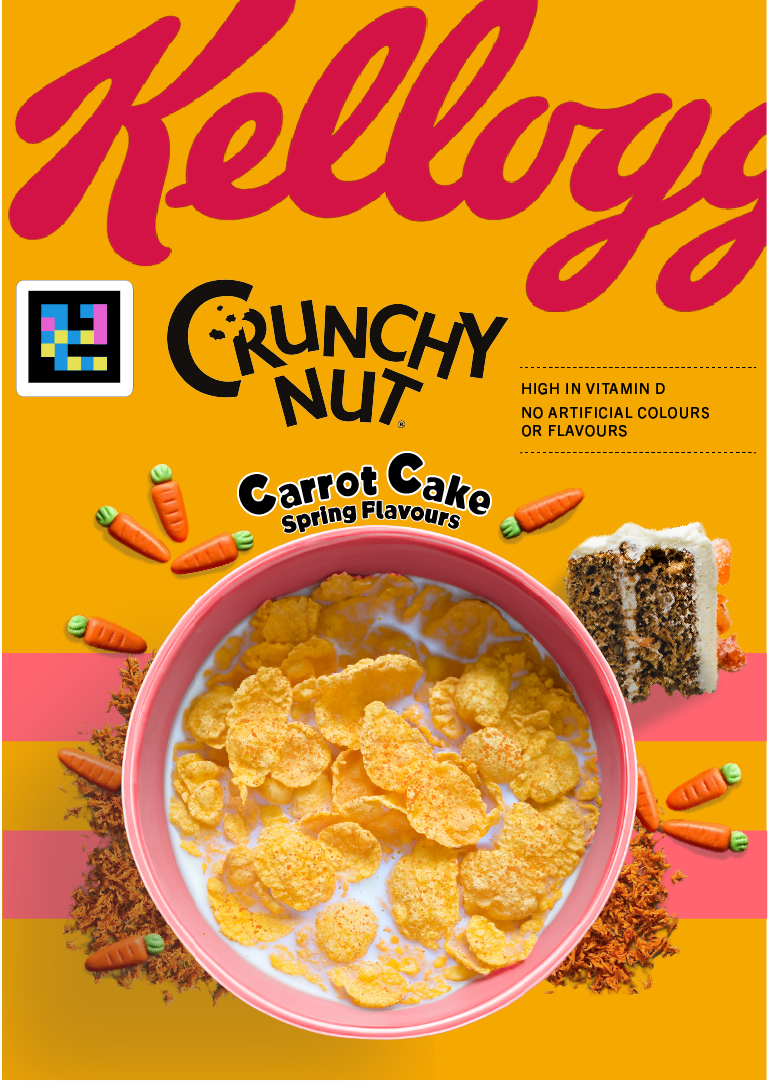 Kellogg
CRUNCHY
NUT®
HIGH IN VITAMIN D
NO ARTIFICIAL COLOURS
OR FLAVOURS
Carrot Cake
Spring Flavours